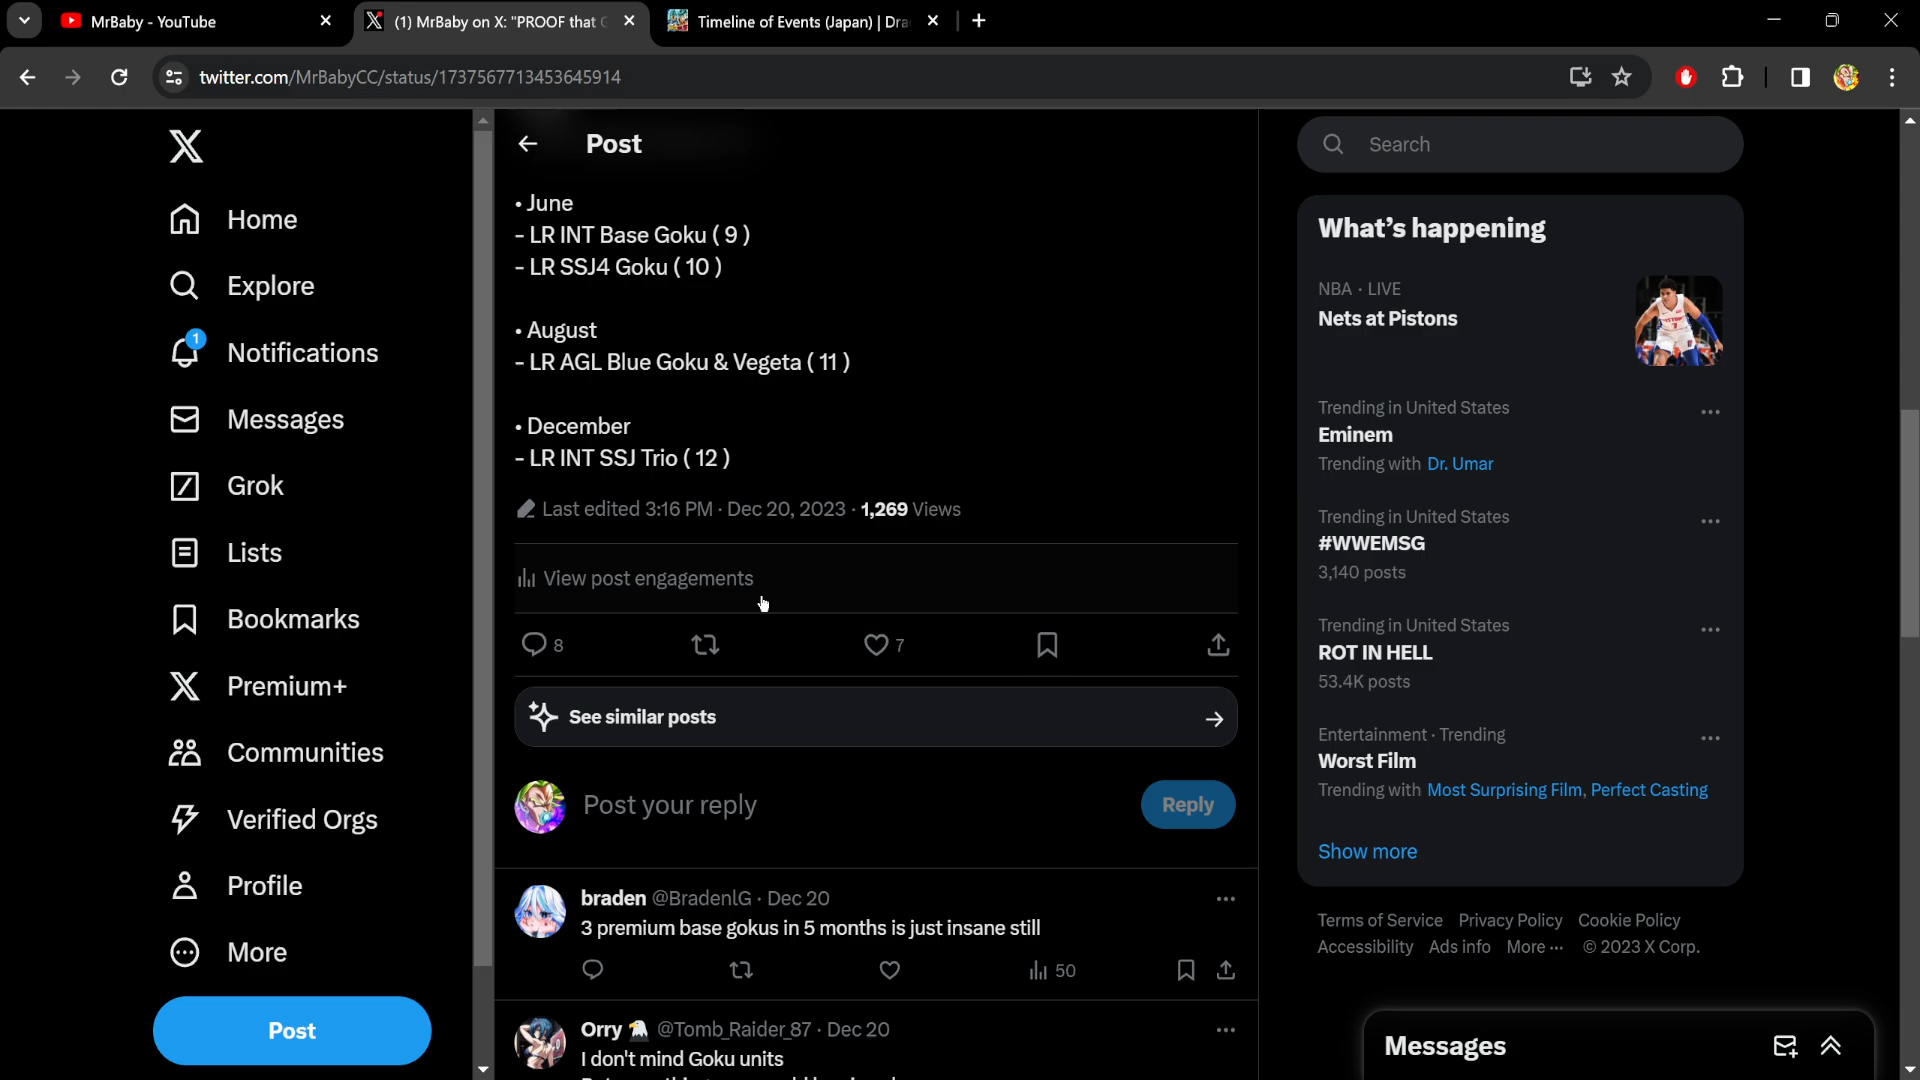 MrBaby - YouTube
(1) MrBaby on X: "PROOF that
Timeline of Events (Japan) | Dra
twitter.com/MrBabyCC/status/1737567713453645914
Post
Search
• June
- LR INT Base Goku ( 9 )
- LR SSJ4 Goku ( 10 )
• August
- LR AGL Blue Goku & Vegeta ( 11 )
• December
- LR INT SSJ Trio ( 12 )
Last edited 3:16 PM · Dec 20, 2023 · 1,269 Views
View post engagements
8
7
See similar posts
Post your reply
Reply
braden @BradenlG · Dec 20
3 premium base gokus in 5 months is just insane still
50
Orry @Tomb_Raider_87 · Dec 20
I don't mind Goku units
Home
Explore
1
Notifications
Messages
Grok
Lists
Bookmarks
Premium+
Communities
Verified Orgs
Profile
More
Post
What's happening
NBA · LIVE
Nets at Pistons
Trending in United States
Eminem
Trending with Dr. Umar
Trending in United States
#WWEMSG
3,140 posts
Trending in United States
ROT IN HELL
53.4K posts
Entertainment · Trending
Worst Film
Trending with Most Surprising Film, Perfect Casting
Show more
Terms of Service Privacy Policy Cookie Policy
Accessibility Ads info More ··· © 2023 X Corp.
Messages